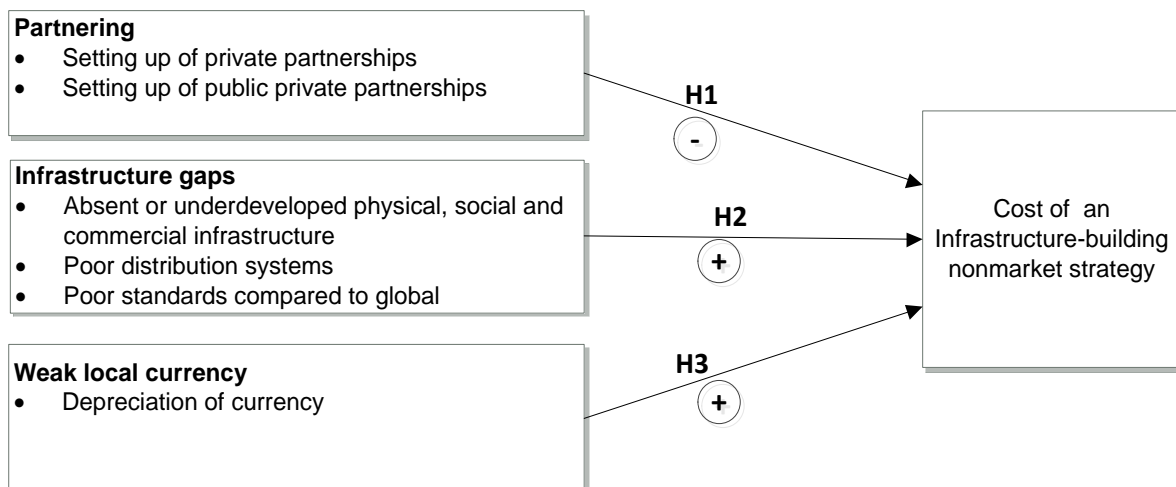 Partnering
• Setting up of private partnerships
• Setting up of public private partnerships
H1
-
Infrastructure gaps
• Absent or underdeveloped physical, social and
commercial infrastructure
• Poor distribution systems
• Poor standards compared to global
H2
+
Weak local currency
• Depreciation of currency
H3
+
Cost of an
Infrastructure-building
nonmarket strategy